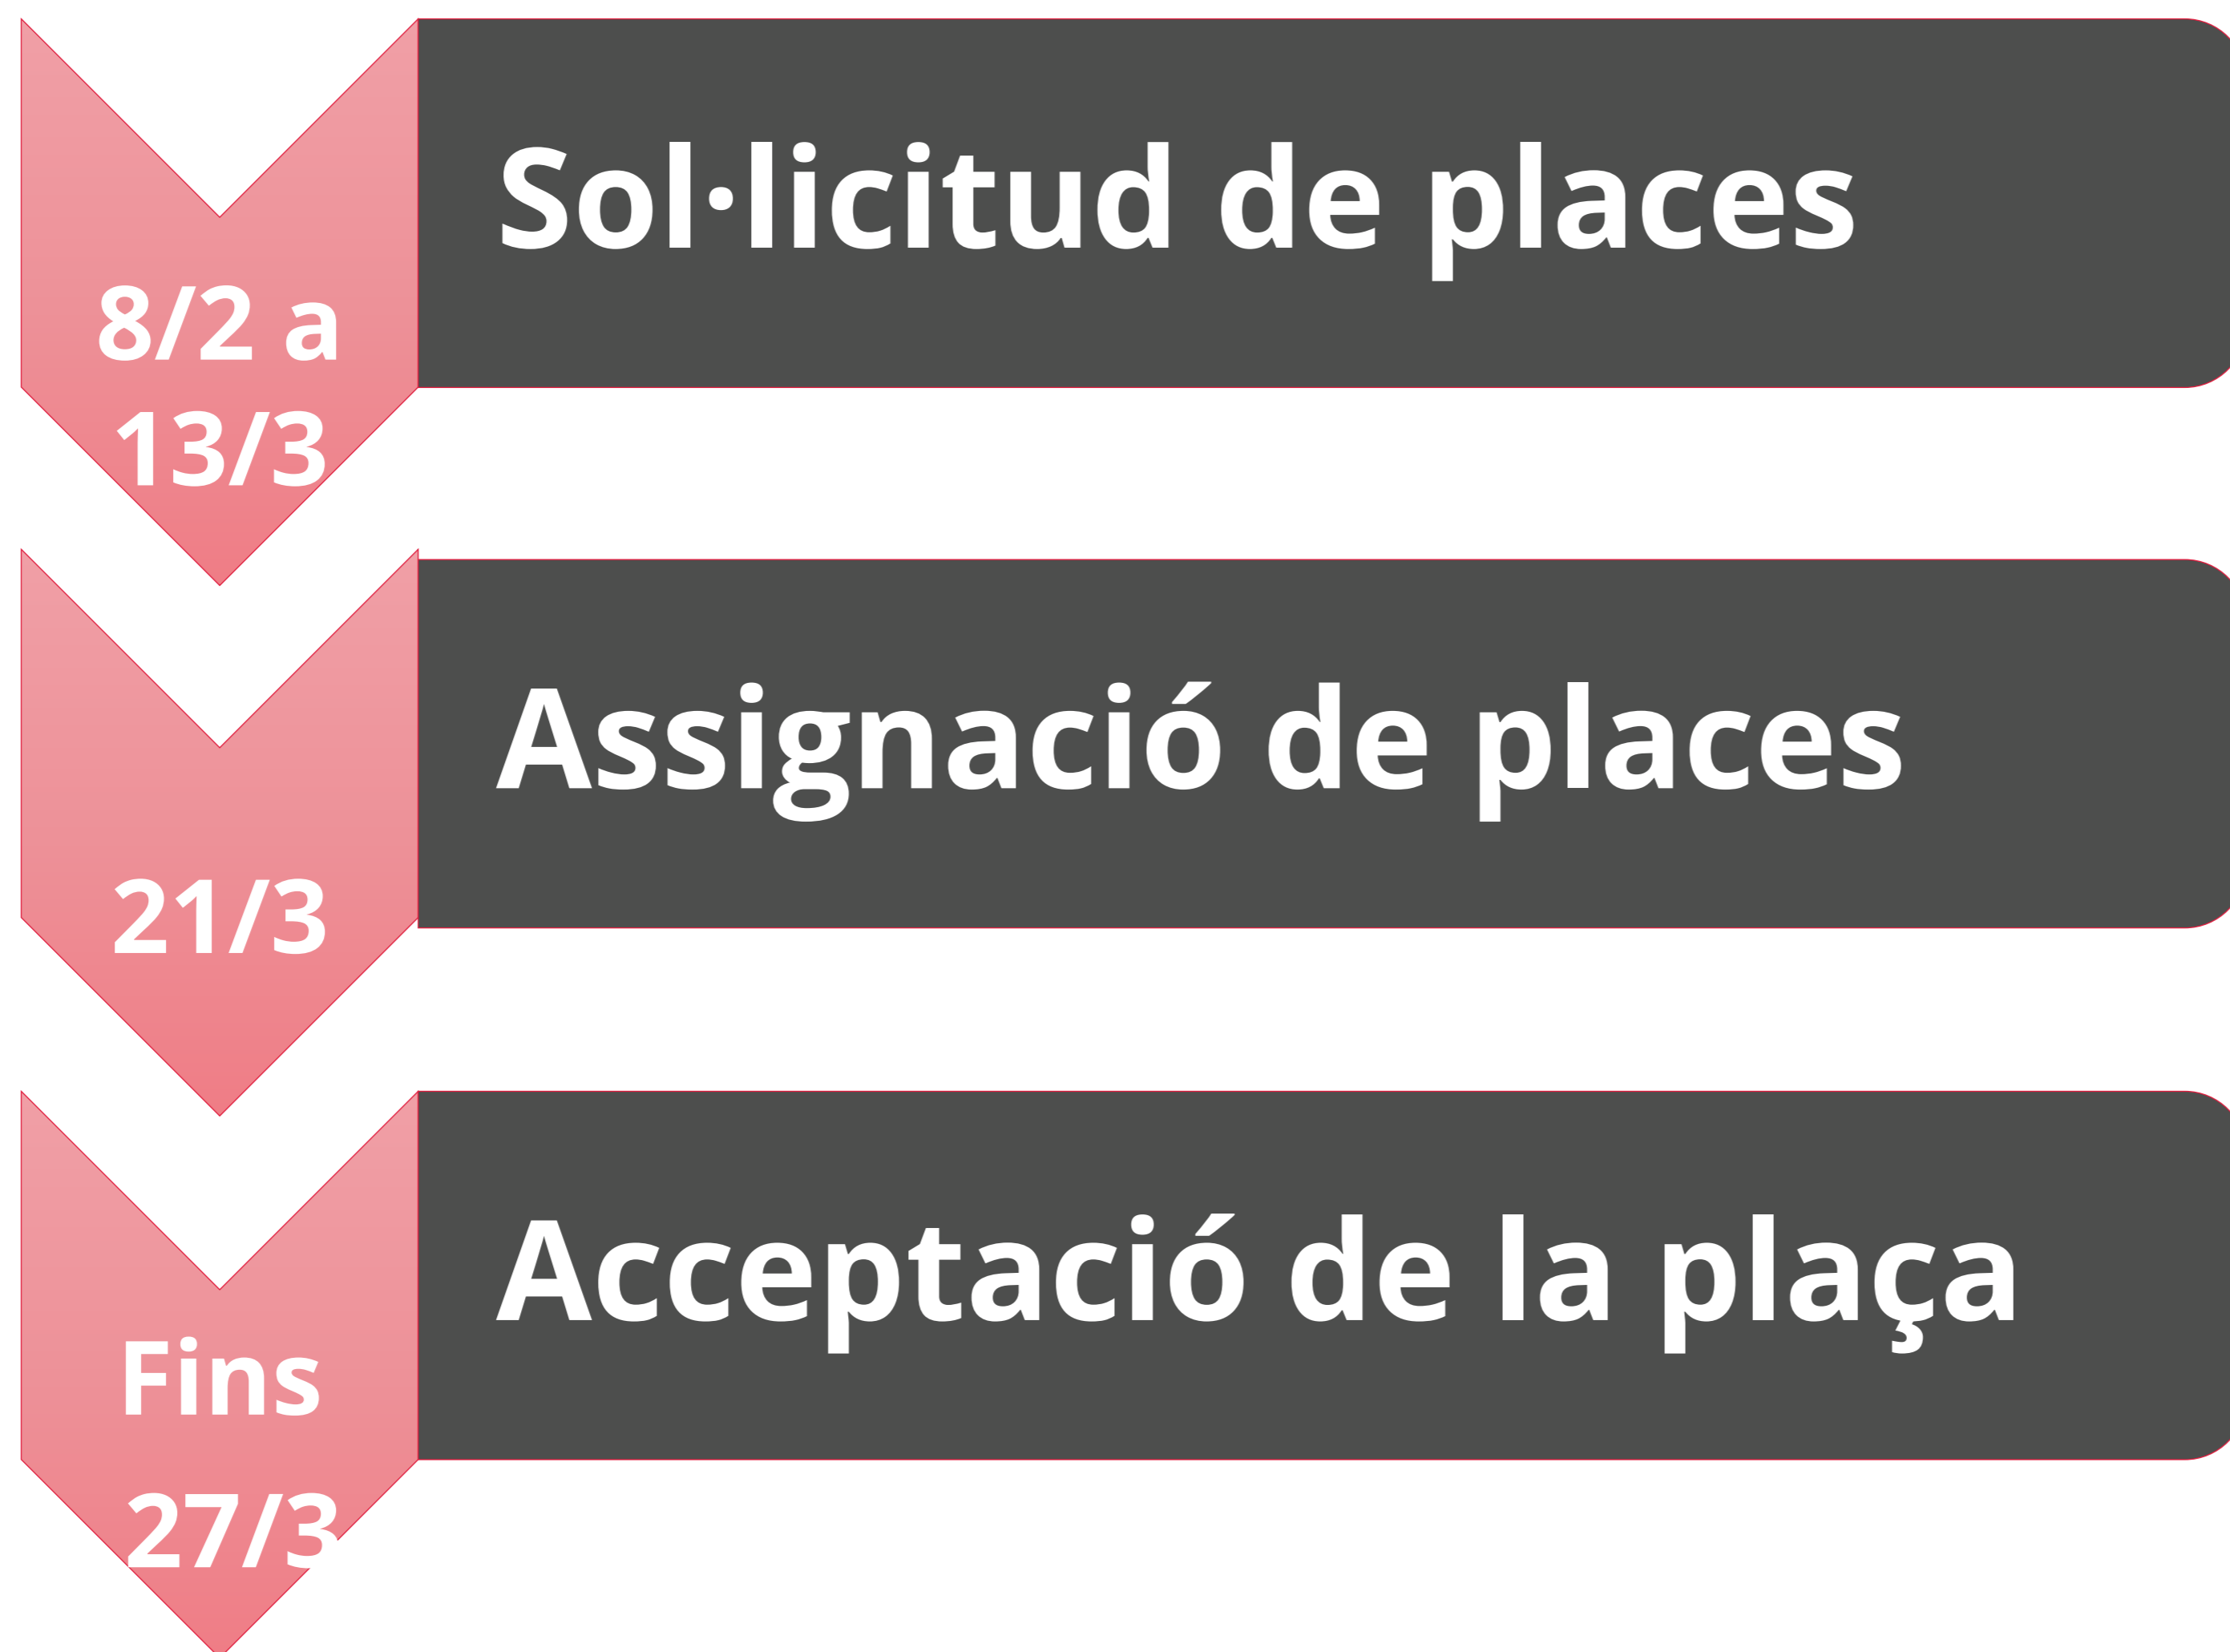 Sol·licitud de places
8/2 a
13/3
Assignació de places
21/3
Acceptació de la plaça
Fins
27/3